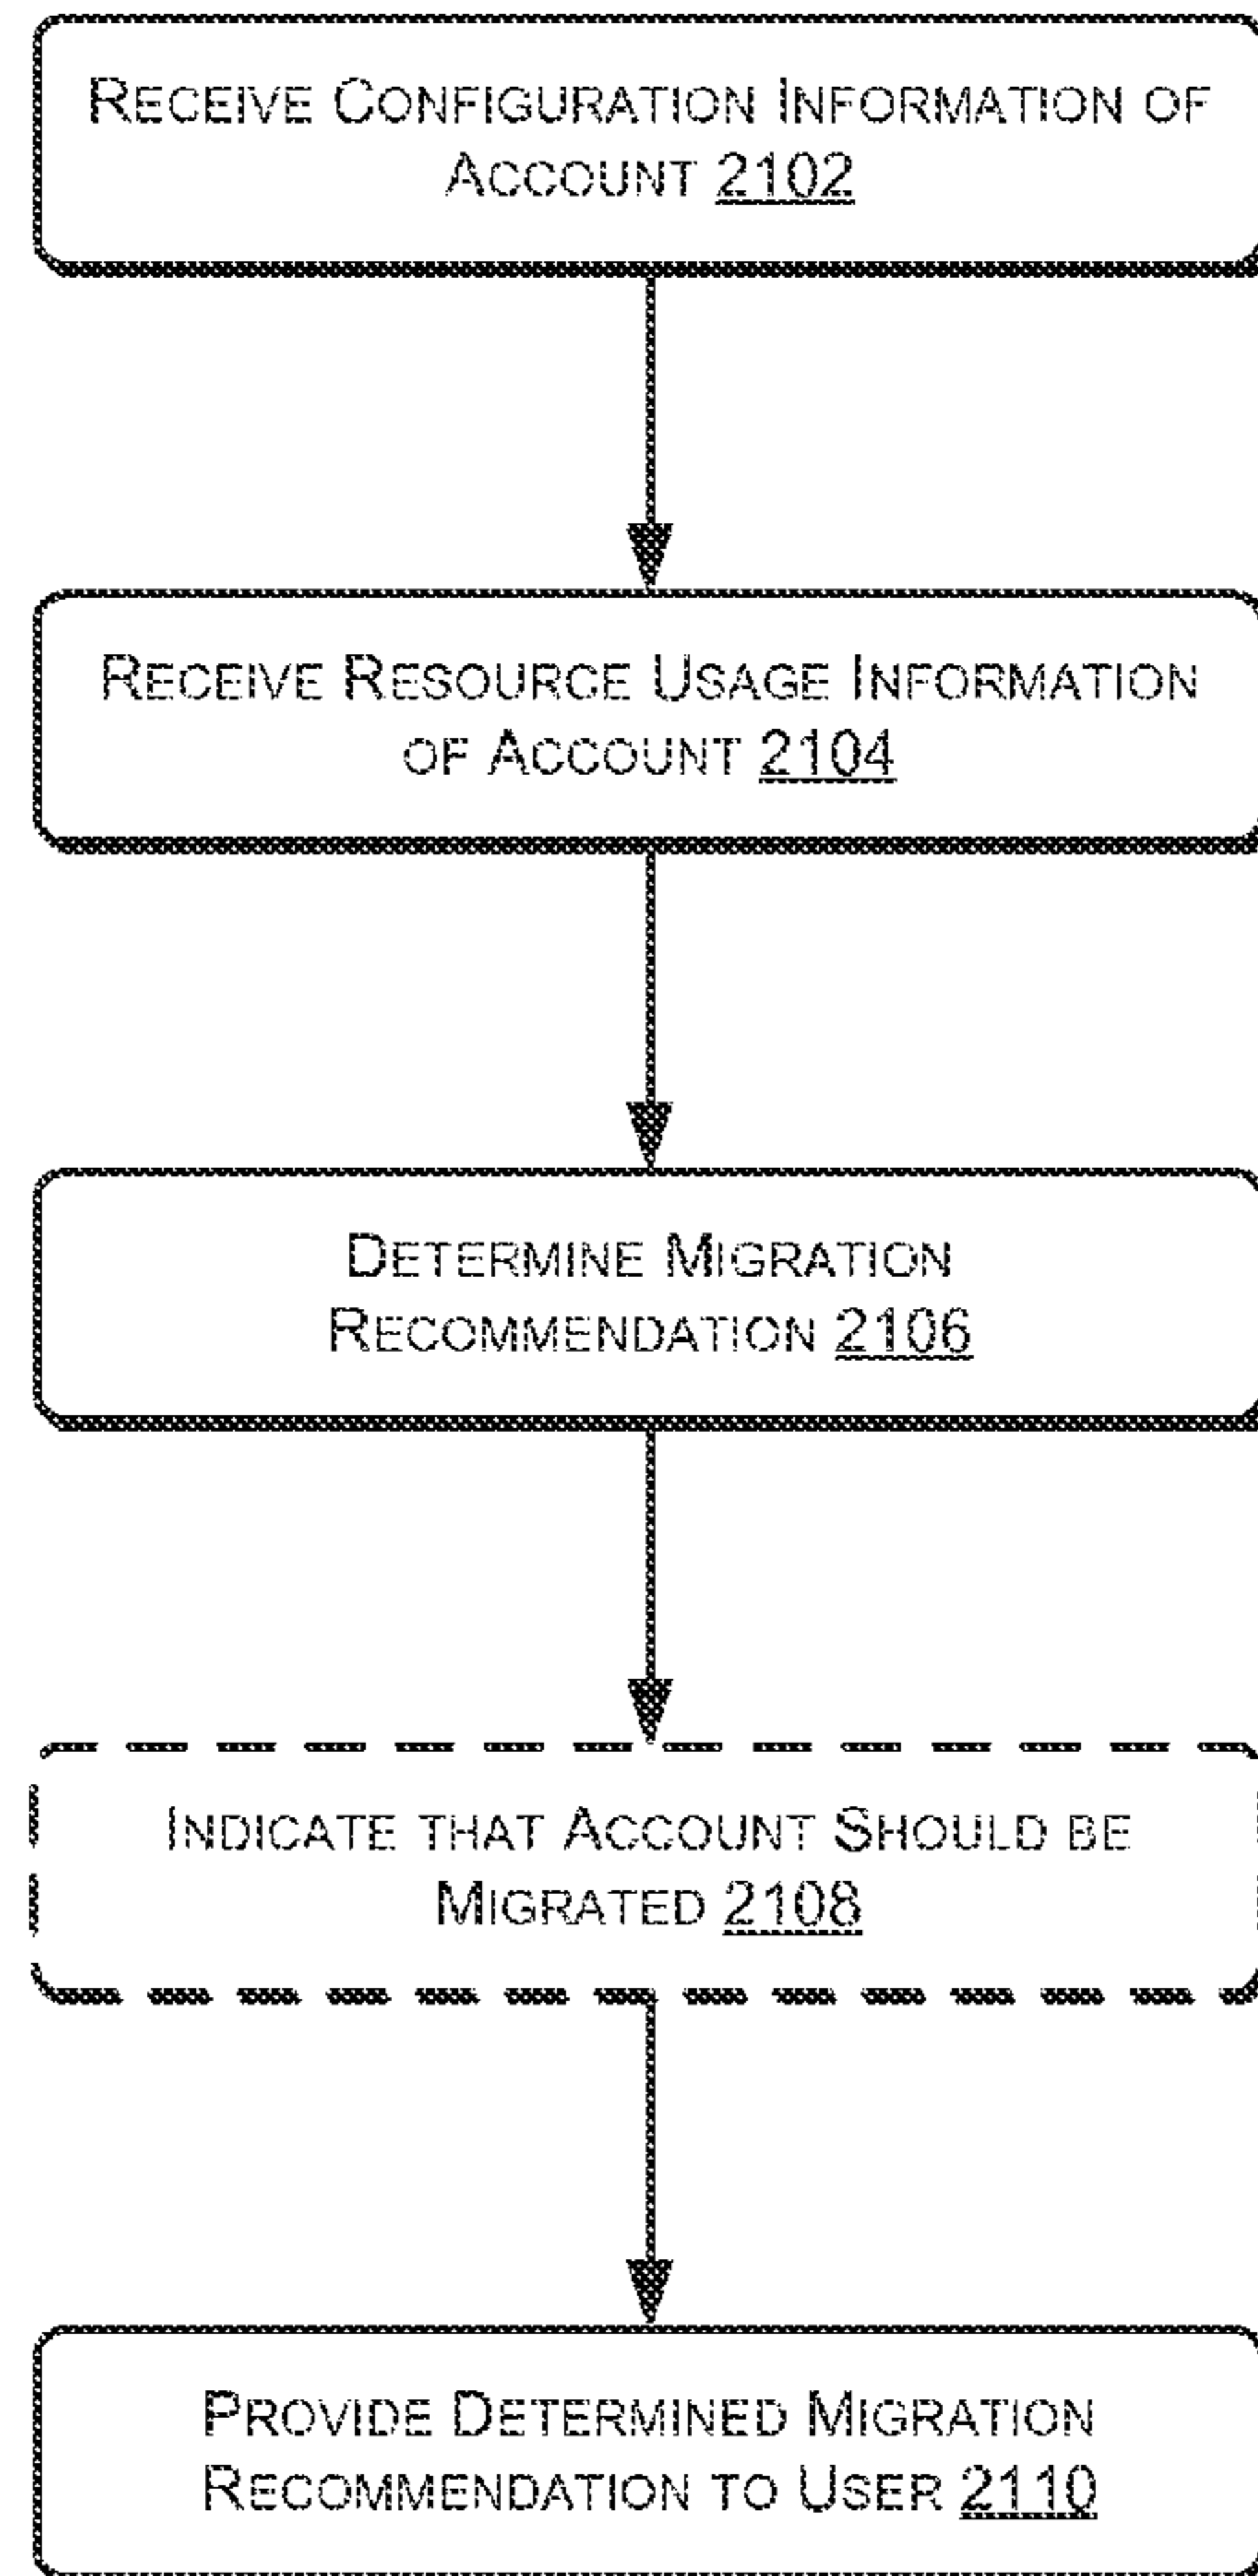 RECEIVE CONFIGURATION INFORMATION OF
ACCOUNT 2102
RECEIVE RESOURCE USAGE INFORMATION
OF ACCOUNT 2104
DETERMINE MIGRATION
RECOMMENDATION 2106
INDICATE THAT ACCOUNT SHOULD BE
MIGRATED 2108
PROVIDE DETERMINED MIGRATION
RECOMMENDATION TO USER 2110